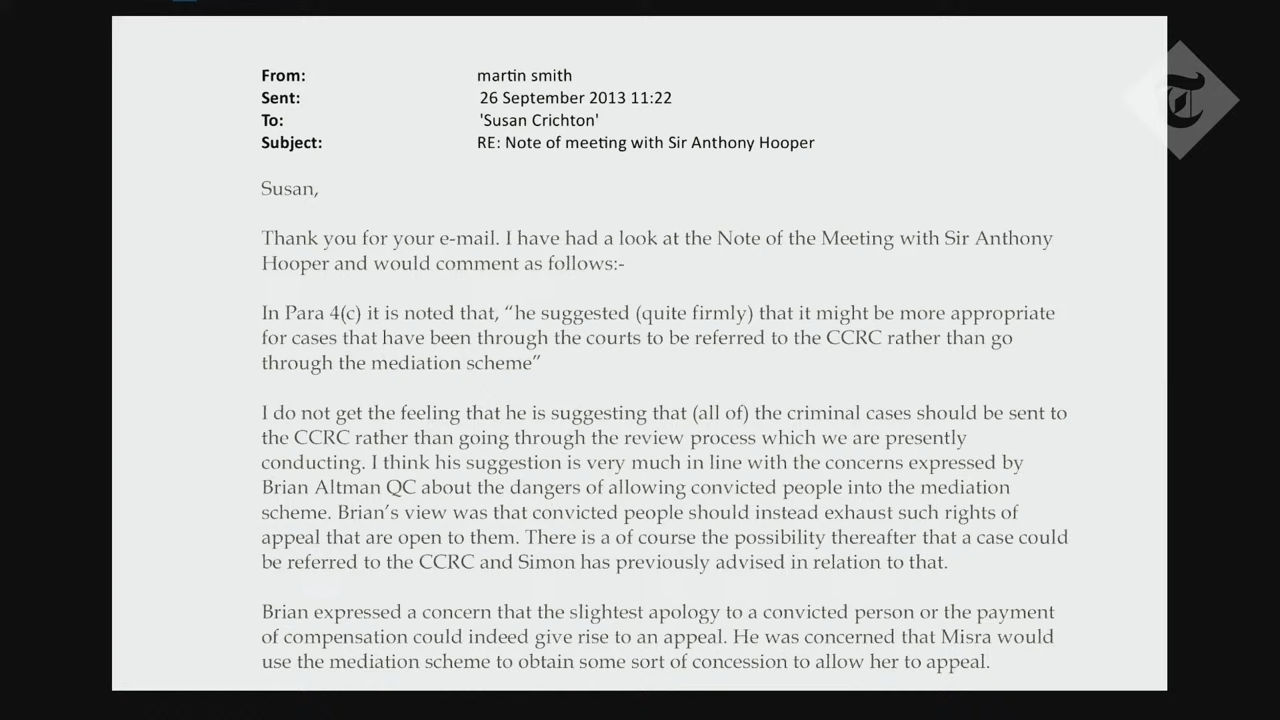 From: martin smith
Sent: 26 September 2013 11:22
To: 'Susan Crichton'
Subject: RE: Note of meeting with Sir Anthony Hooper
Susan,
Thank you for your e-mail. I have had a look at the Note of the Meeting with Sir Anthony
Hooper and would comment as follows:-
In Para 4(c) it is noted that, “he suggested (quite firmly) that it might be more appropriate
for cases that have been through the courts to be referred to the CCRC rather than go
through the mediation scheme”
I do not get the feeling that he is suggesting that (all of) the criminal cases should be sent to
the CCRC rather than going through the review process which we are presently
conducting. I think his suggestion is very much in line with the concerns expressed by
Brian Altman QC about the dangers of allowing convicted people into the mediation
scheme. Brian’s view was that convicted people should instead exhaust such rights of
appeal that are open to them. There is a of course the possibility thereafter that a case could
be referred to the CCRC and Simon has previously advised in relation to that.
Brian expressed a concern that the slightest apology to a convicted person or the payment
of compensation could indeed give rise to an appeal. He was concerned that Misra would
use the mediation scheme to obtain some sort of concession to allow her to appeal.
T